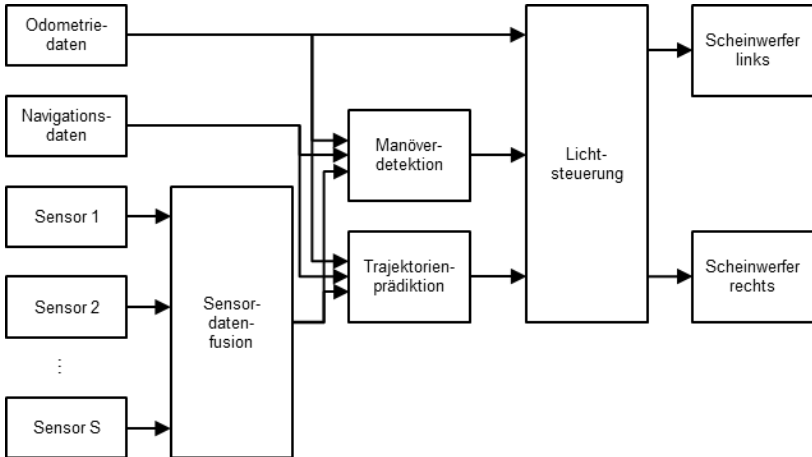 Odometrie-
daten
Navigations-
daten
Sensor 1
Sensor 2
...
Sensor S
Sensor-
daten-
fusion
Manöver-
detektion
Trajektorien-
prädiktion
Licht-
steuerung
Scheinwerfer
links
Scheinwerfer
rechts